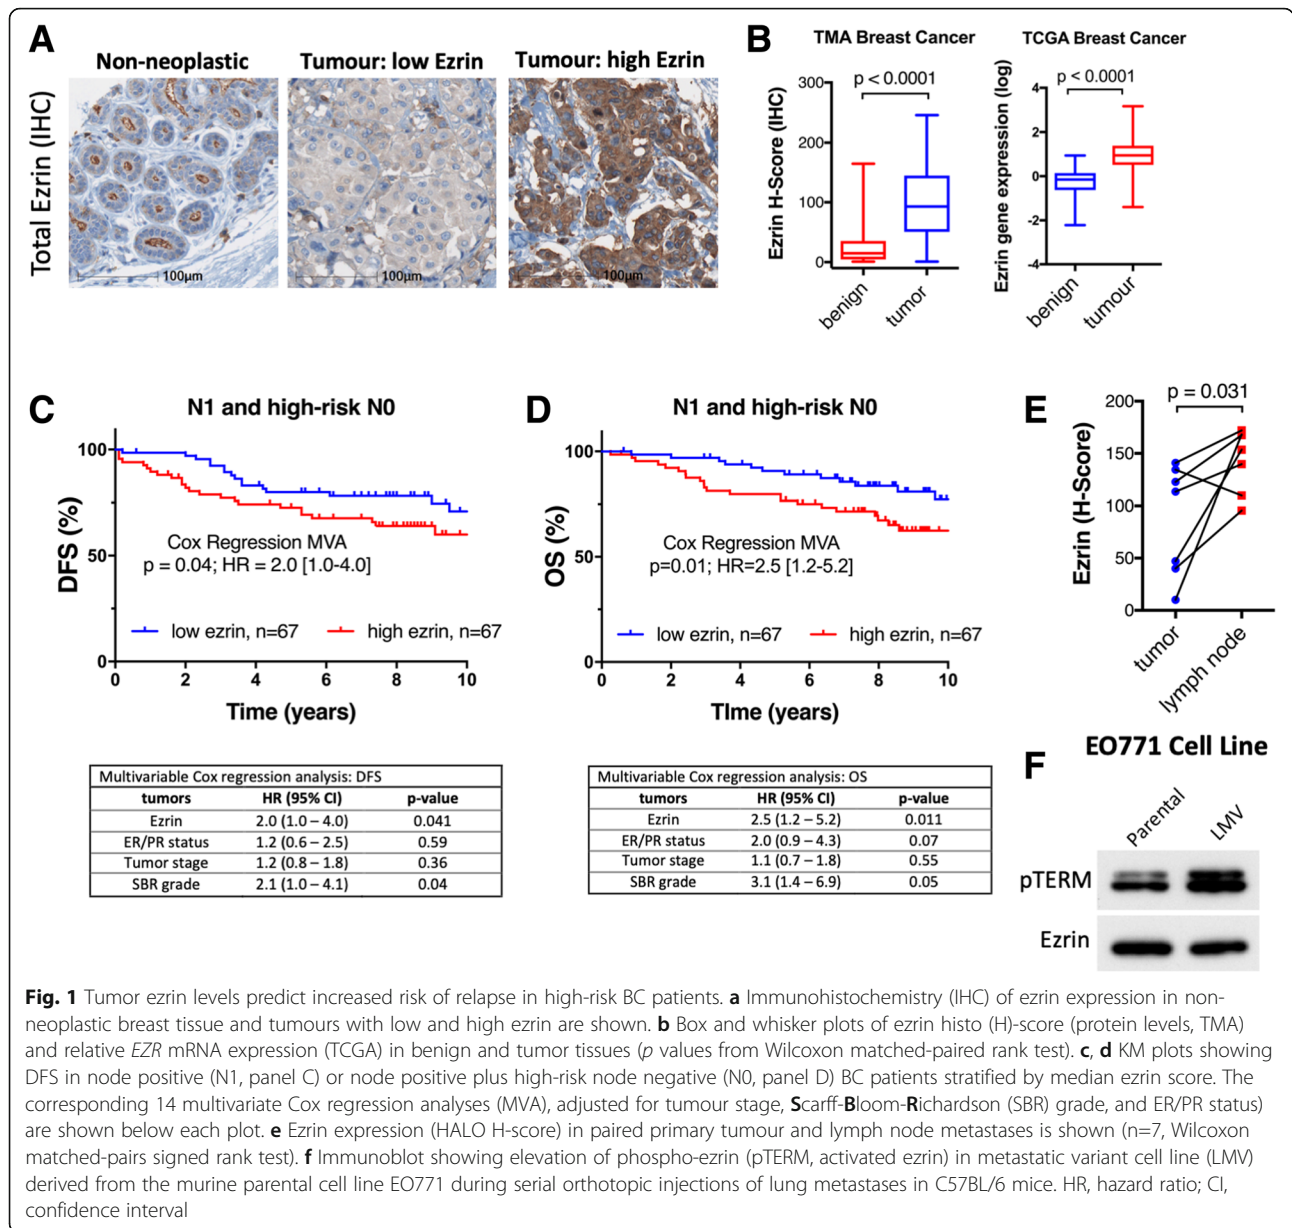 A
Non-neoplastic
Tumour: low Ezrin
Tumour: high Ezrin
Total Ezrin (IHC)
100µm
100µm
100µm
B
TMA Breast Cancer
p < 0.0001
Ezrin H-Score (IHC)
300
200
100
0
benign
tumor
TCGA Breast Cancer
p < 0.0001
Ezrin gene expression (log)
4
2
0
-2
-4
benign
tumour
C
N1 and high-risk N0
DFS (%)
100
50
0
Cox Regression MVA
p = 0.04; HR = 2.0 [1.0-4.0]
low ezrin, n=67
high ezrin, n=67
0 2 4 6 8 10
Time (years)
Multivariable Cox regression analysis: DFS
tumors HR (95% CI) p-value
Ezrin 2.0 (1.0 – 4.0) 0.041
ER/PR status 1.2 (0.6 – 2.5) 0.59
Tumor stage 1.2 (0.8 – 1.8) 0.36
SBR grade 2.1 (1.0 – 4.1) 0.04
D
N1 and high-risk N0
OS (%)
100
50
0
Cox Regression MVA
p=0.01; HR=2.5 [1.2-5.2]
low ezrin, n=67
high ezrin, n=67
0 2 4 6 8 10
TIme (years)
Multivariable Cox regression analysis: OS
tumors HR (95% CI) p-value
Ezrin 2.5 (1.2 – 5.2) 0.011
ER/PR status 2.0 (0.9 – 4.3) 0.07
Tumor stage 1.1 (0.7 – 1.8) 0.55
SBR grade 3.1 (1.4 – 6.9) 0.05
E
p = 0.031
Ezrin (H-Score)
200
150
100
50
0
tumor
lymph node
F
EO771 Cell Line
Parental
LMV
pTERM
Ezrin
Fig. 1 Tumor ezrin levels predict increased risk of relapse in high-risk BC patients. a Immunohistochemistry (IHC) of ezrin expression in non-
neoplastic breast tissue and tumours with low and high ezrin are shown. b Box and whisker plots of ezrin histo (H)-score (protein levels, TMA)
and relative EZR mRNA expression (TCGA) in benign and tumor tissues (p values from Wilcoxon matched-paired rank test). c, d KM plots showing
DFS in node positive (N1, panel C) or node positive plus high-risk node negative (N0, panel D) BC patients stratified by median ezrin score. The
corresponding 14 multivariate Cox regression analyses (MVA), adjusted for tumour stage, Scarff-Bloom-Richardson (SBR) grade, and ER/PR status)
are shown below each plot. e Ezrin expression (HALO H-score) in paired primary tumour and lymph node metastases is shown (n=7, Wilcoxon
matched-pairs signed rank test). f Immunoblot showing elevation of phospho-ezrin (pTERM, activated ezrin) in metastatic variant cell line (LMV)
derived from the murine parental cell line EO771 during serial orthotopic injections of lung metastases in C57BL/6 mice. HR, hazard ratio; CI,
confidence interval